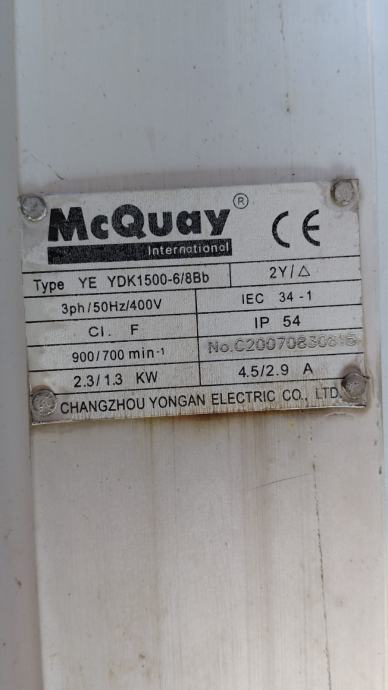 McQuay ®
International
CE
Type YE YDK1500-6/8Bb 2Y/△
3ph/50Hz/400V IEC 34-1
CI. F IP 54
900/700 min-1 
2.3/1.3 KW 4.5/2.9 A
CHANGZHOU YONGAN ELECTRIC CO., LTD.